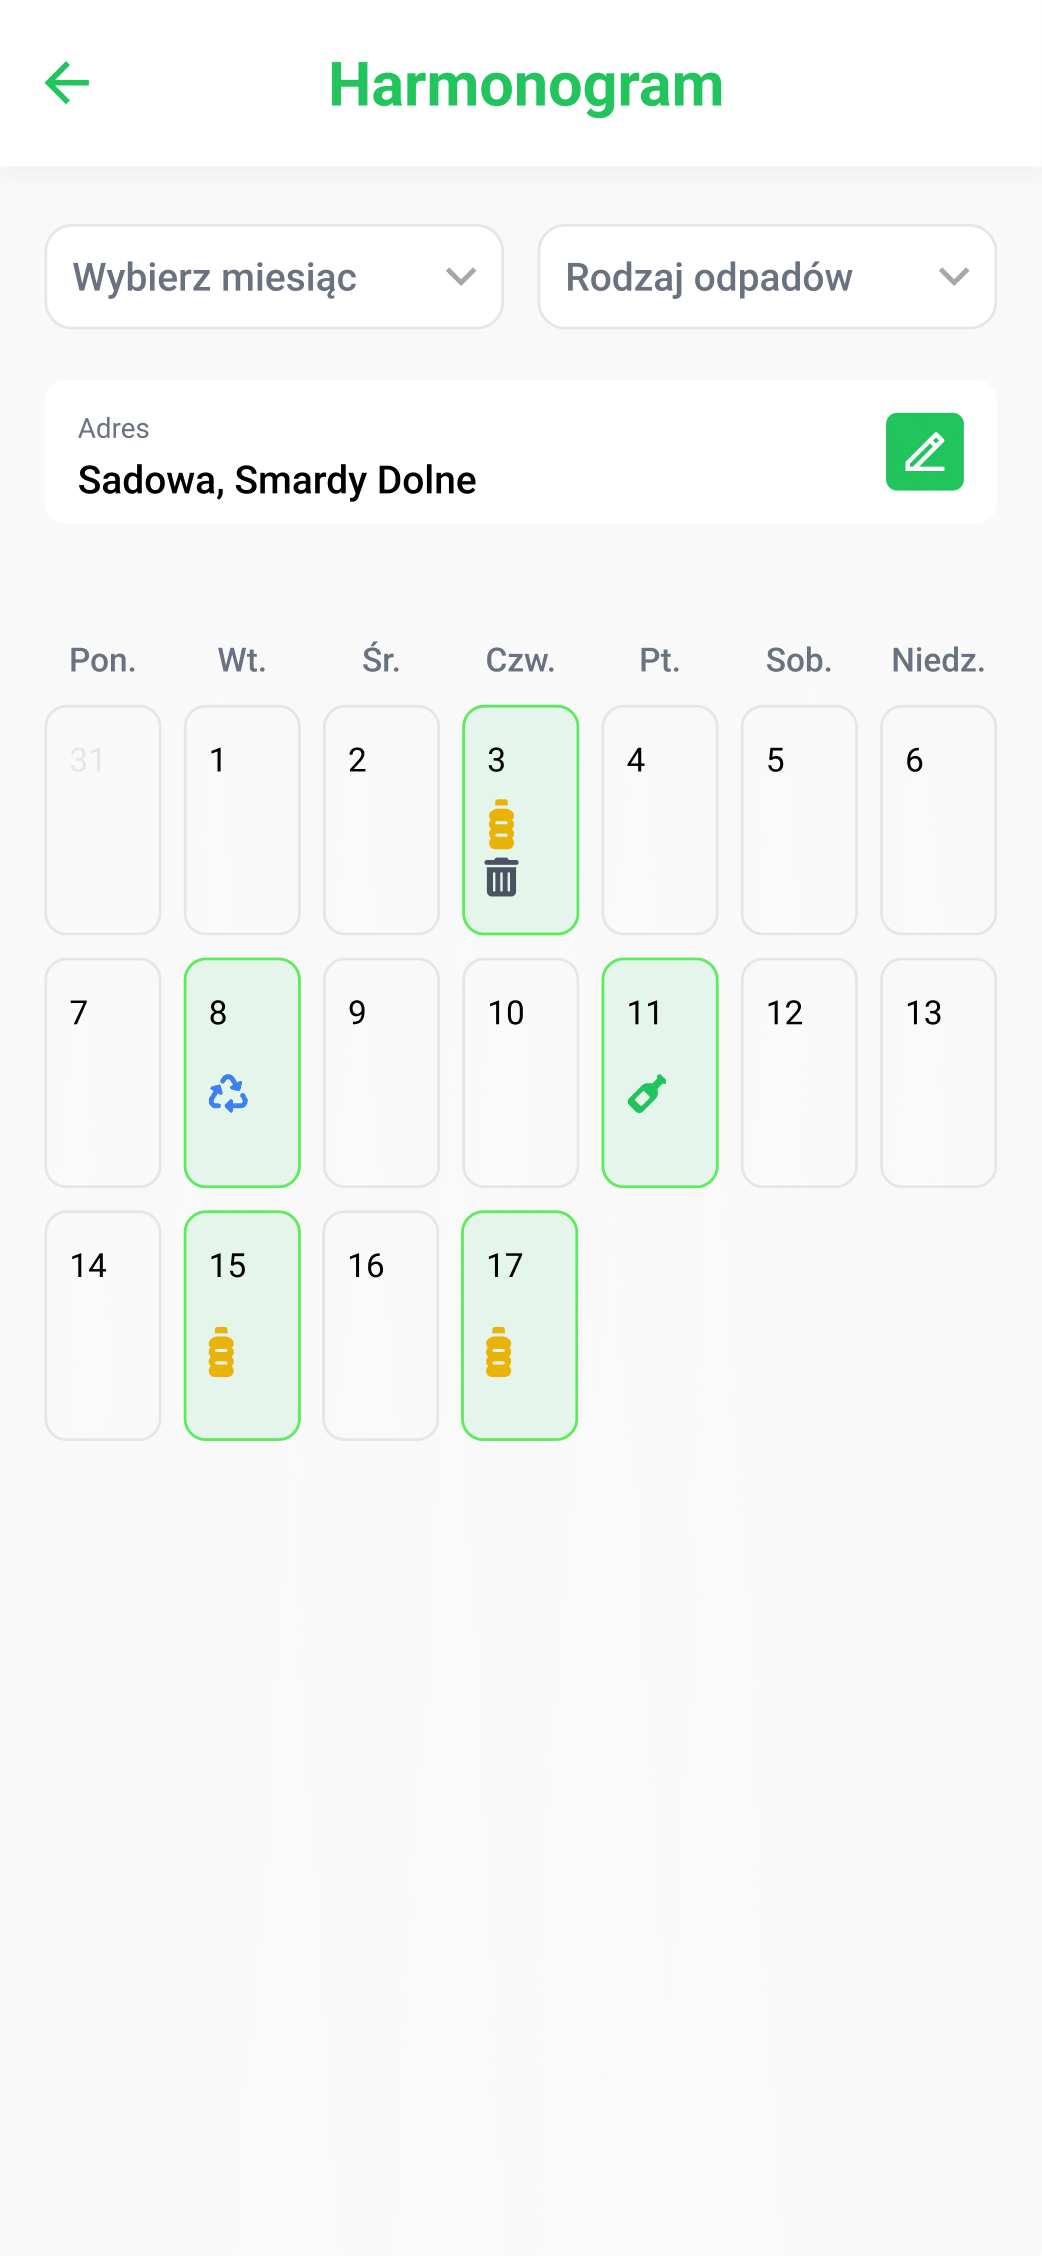 Harmonogram
Wybierz miesiąc Rodzaj odpadów
Adres
Sadowa, Smardy Dolne
Pon. Wt. Śr. Czw. Pt. Sob. Niedz.
31 1 2 3 4 5 6
7 8 9 10 11 12 13
14 15 16 17